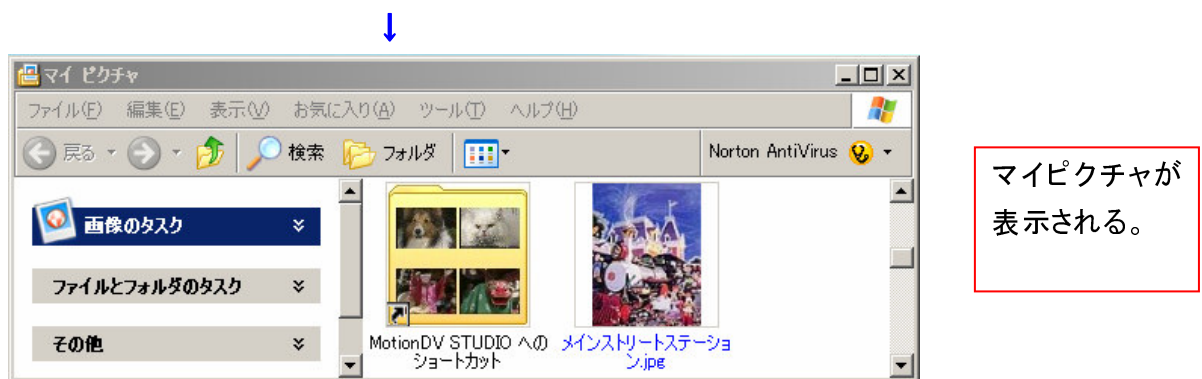 マイ ピクチャ
ファイル(F) 編集(E) 表示(V) お気に入り(A) ツール(T) ヘルプ(H)
戻る 検索 フォルダ Norton AntiVirus
画像のタスク
ファイルとフォルダのタスク
その他
MotionDV STUDIO への
ショートカット
メインストリートステーショ
ン.jpg
マイピクチャが
表示される。